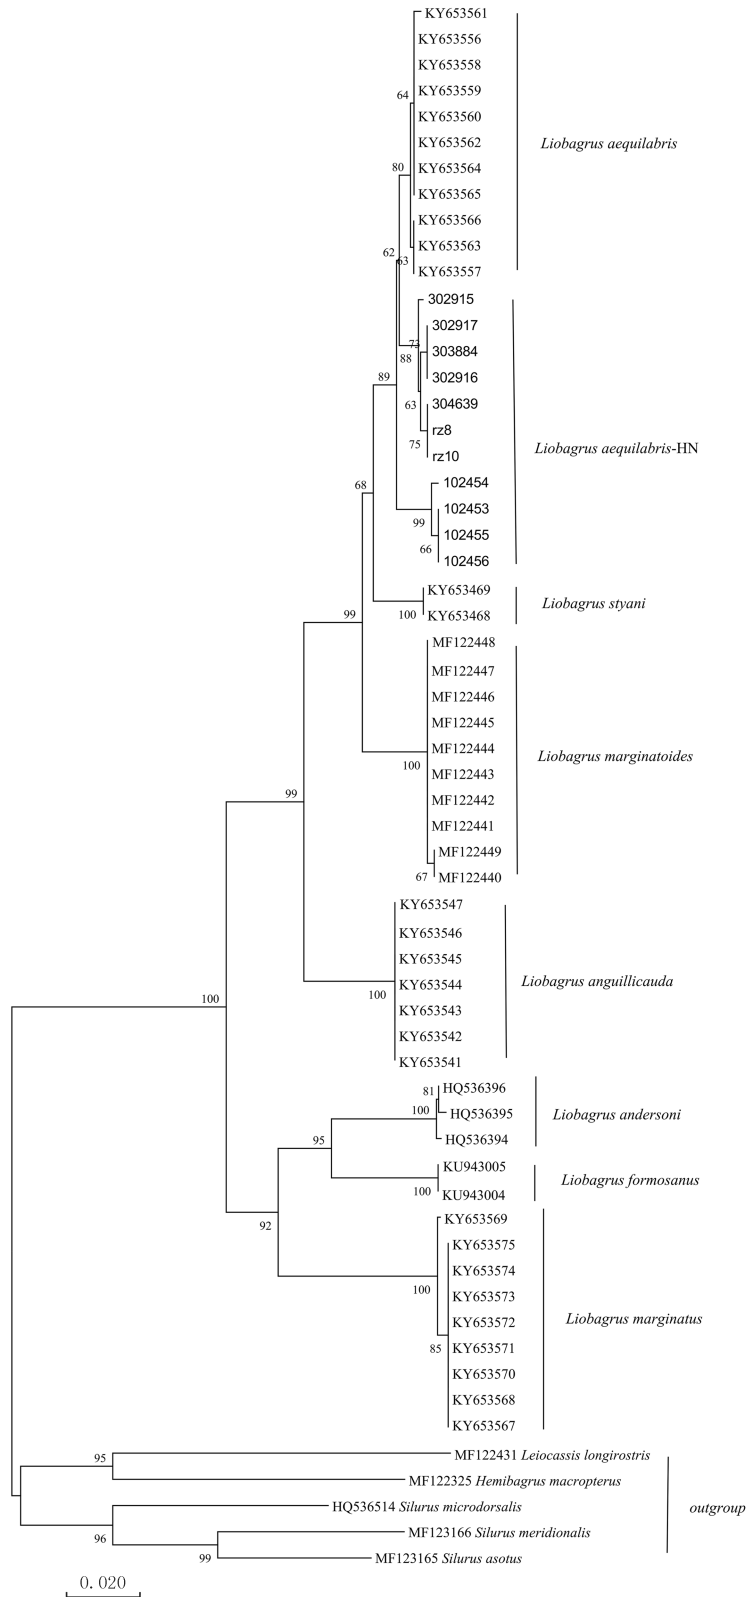 KY653561
KY653556
KY653558
KY653559
64
KY653560
KY653562
Liobagrus aequilabris
80
KY653564
KY653565
KY653566
KY653563
62
63
KY653557
302915
302917
73
303884
88
302916
89
304639
63
rz8
75
Liobagrus aequilabris-HN
rz10
102454
68
102453
99
102455
66
102456
KY653469
Liobagrus styani
99
100
KY653468
MF122448
MF122447
MF122446
MF122445
MF122444
Liobagrus marginatoides
100
MF122443
99
MF122442
MF122441
MF122449
67
MF122440
KY653547
KY653546
KY653545
KY653544
Liobagrus anguillicauda
100
100
KY653543
KY653542
KY653541
81
HQ536396
100
HQ536395
Liobagrus andersoni
95
HQ536394
KU943005
Liobagrus formosanus
100
KU943004
92
KY653569
KY653575
KY653574
100
KY653573
KY653572
Liobagrus marginatus
85
KY653571
KY653570
KY653568
KY653567
95
MF122431 Leiocassis longirostris
MF122325 Hemibagrus macropterus
HQ536514 Silurus microdorsalis
outgroup
96
MF123166 Silurus meridionalis
99
MF123165 Silurus asotus
0.020